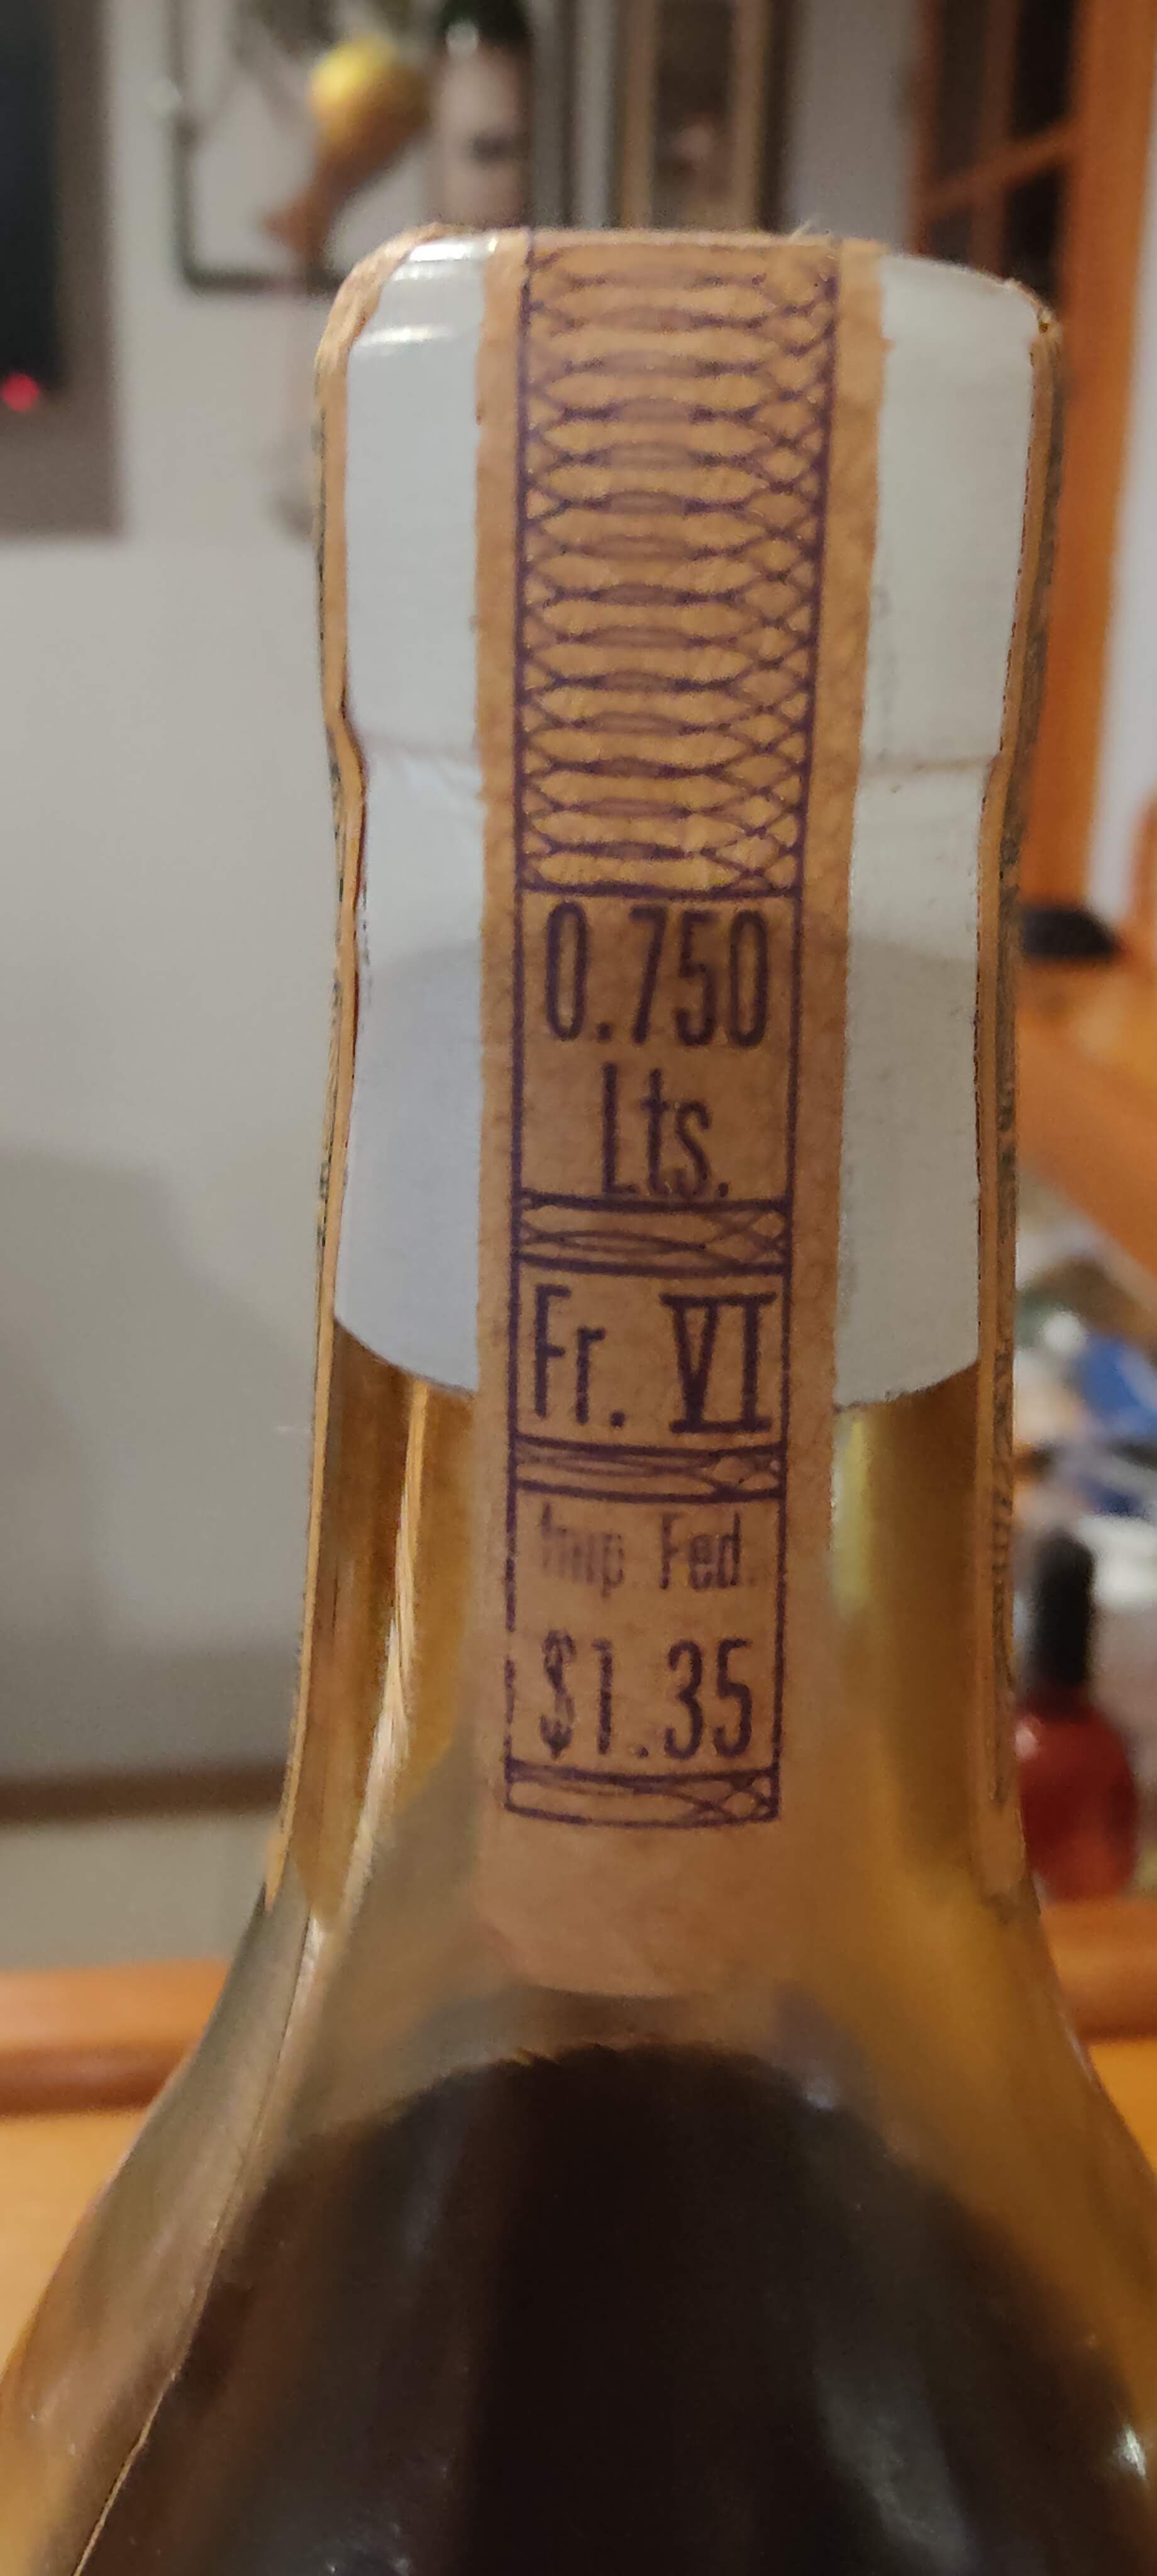 0.750
Lts.
Fr. VI
Imp. Fed.
$1.35